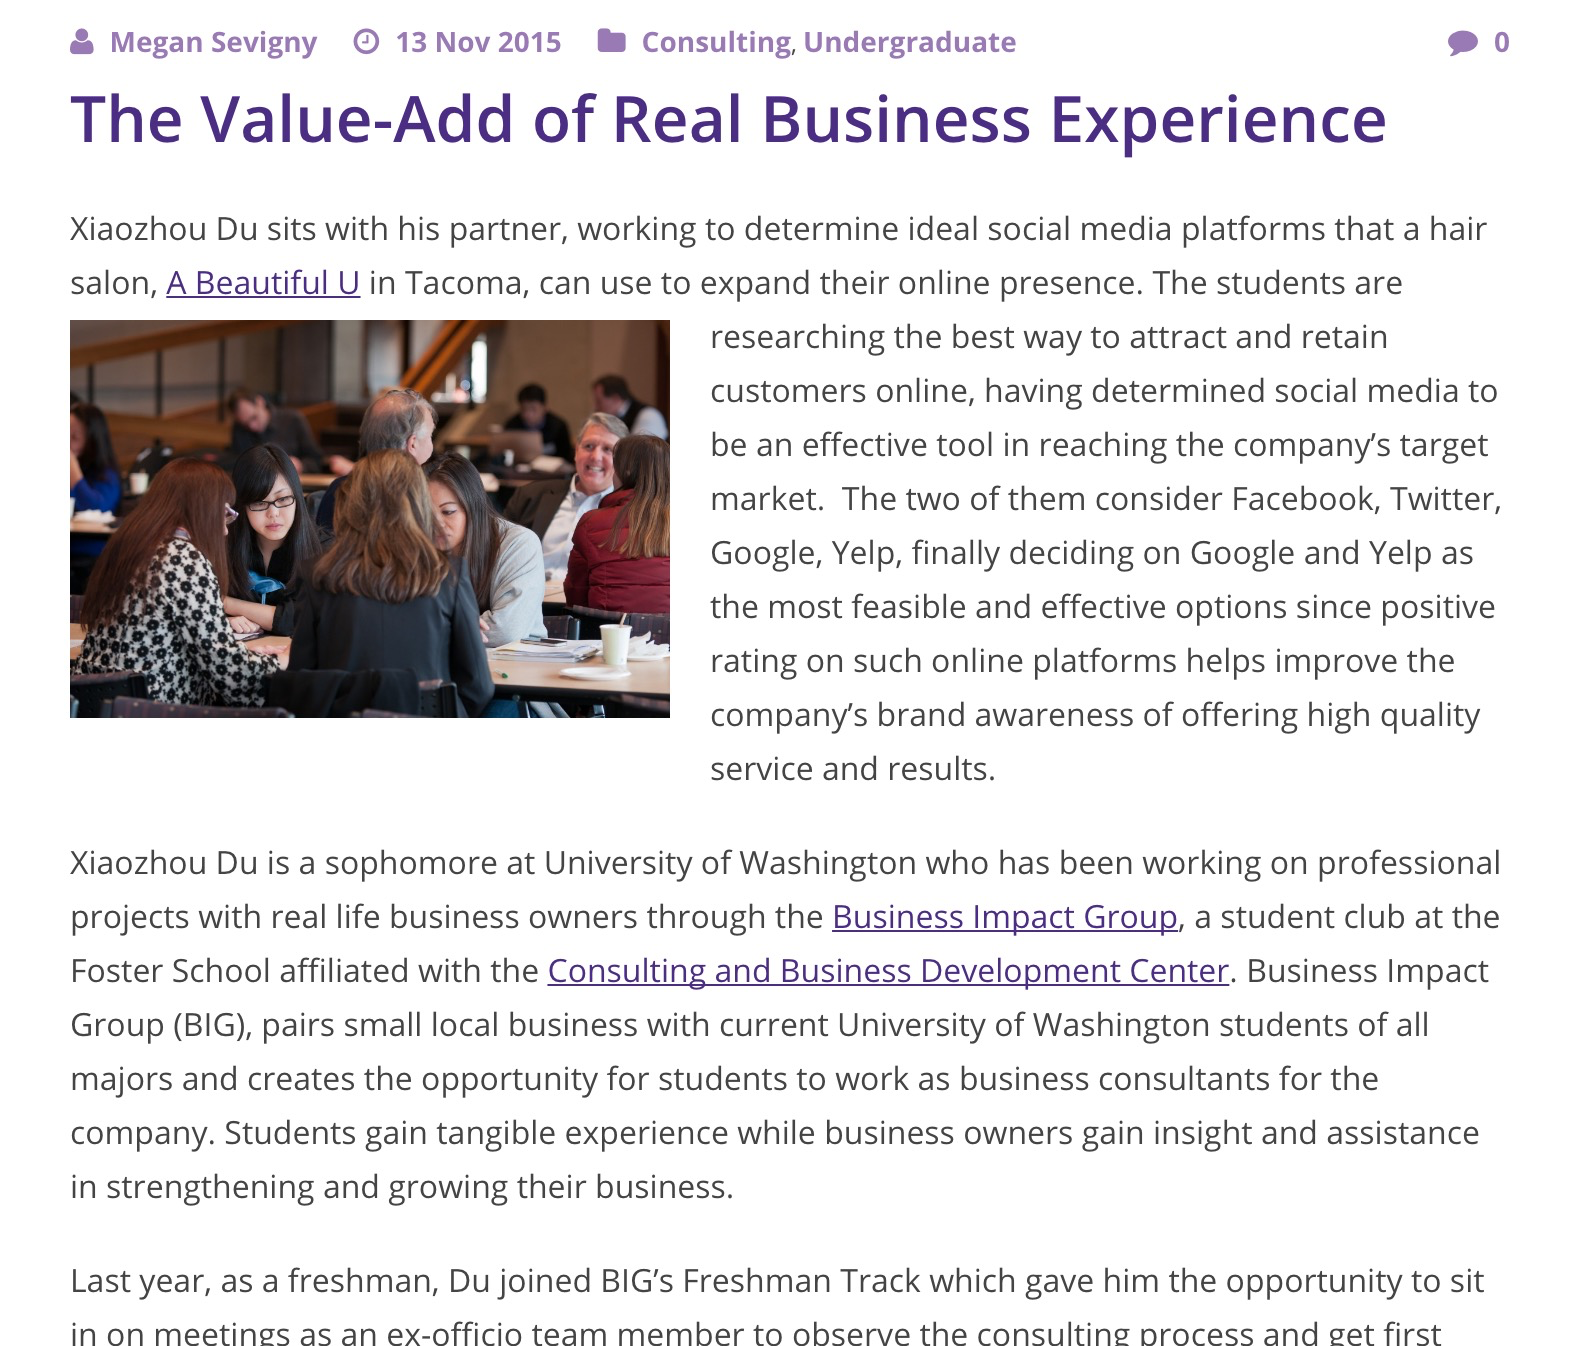 Megan Sevigny 13 Nov 2015 Consulting, Undergraduate 0
The Value-Add of Real Business Experience
Xiaozhou Du sits with his partner, working to determine ideal social media platforms that a hair
salon, A Beautiful U in Tacoma, can use to expand their online presence. The students are
researching the best way to attract and retain
customers online, having determined social media to
be an effective tool in reaching the company’s target
market.  The two of them consider Facebook, Twitter,
Google, Yelp, finally deciding on Google and Yelp as
the most feasible and effective options since positive
rating on such online platforms helps improve the
company’s brand awareness of offering high quality
service and results.
Xiaozhou Du is a sophomore at University of Washington who has been working on professional
projects with real life business owners through the Business Impact Group, a student club at the
Foster School affiliated with the Consulting and Business Development Center. Business Impact
Group (BIG), pairs small local business with current University of Washington students of all
majors and creates the opportunity for students to work as business consultants for the
company. Students gain tangible experience while business owners gain insight and assistance
in strengthening and growing their business.
Last year, as a freshman, Du joined BIG’s Freshman Track which gave him the opportunity to sit
in on meetings as an ex-officio team member to observe the consulting process and get first